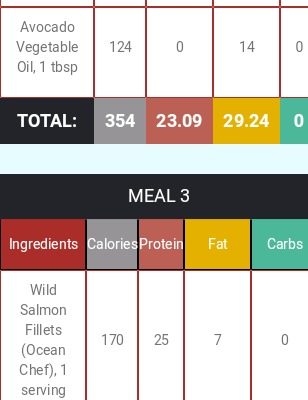 Avocado
Vegetable
Oil, 1 tbsp
124
0
14
0
TOTAL:
354
23.09
29.24
0
MEAL 3
Ingredients
Calories
Protein
Fat
Carbs
Wild
Salmon
Fillets
(Ocean
Chef), 1
serving
170
25
7
0